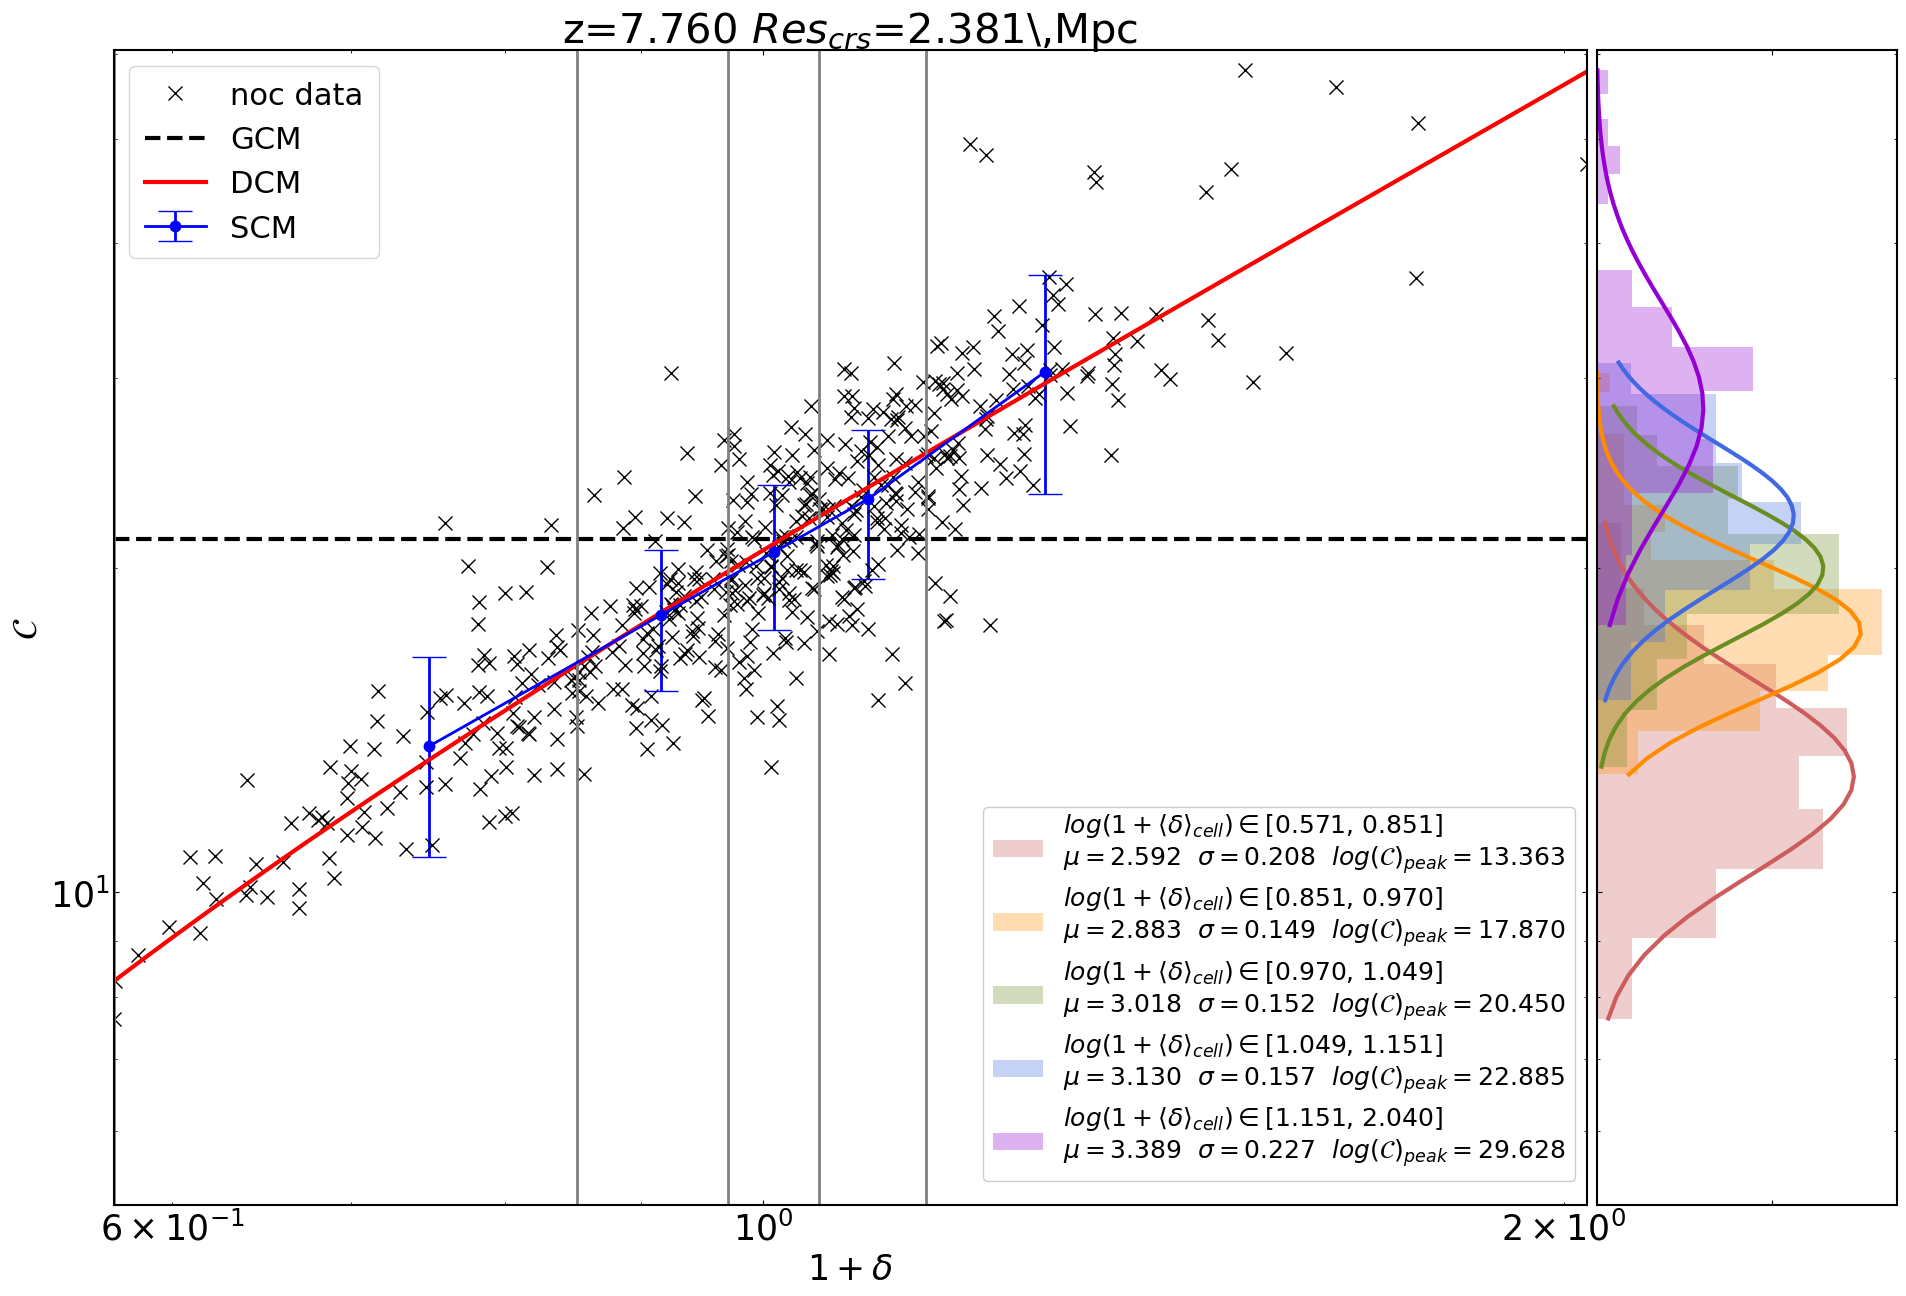 z=7.760 Res_crs=2.381\,Mpc
noc data
GCM
DCM
SCM
𝒞
10¹
log(1 + ⟨δ⟩_cell) ∈ [0.571, 0.851]
μ = 2.592 σ = 0.208 log(𝒞)_peak = 13.363
log(1 + ⟨δ⟩_cell) ∈ [0.851, 0.970]
μ = 2.883 σ = 0.149 log(𝒞)_peak = 17.870
log(1 + ⟨δ⟩_cell) ∈ [0.970, 1.049]
μ = 3.018 σ = 0.152 log(𝒞)_peak = 20.450
log(1 + ⟨δ⟩_cell) ∈ [1.049, 1.151]
μ = 3.130 σ = 0.157 log(𝒞)_peak = 22.885
log(1 + ⟨δ⟩_cell) ∈ [1.151, 2.040]
μ = 3.389 σ = 0.227 log(𝒞)_peak = 29.628
6 × 10⁻¹ 10⁰ 2 × 10⁰
1 + δ